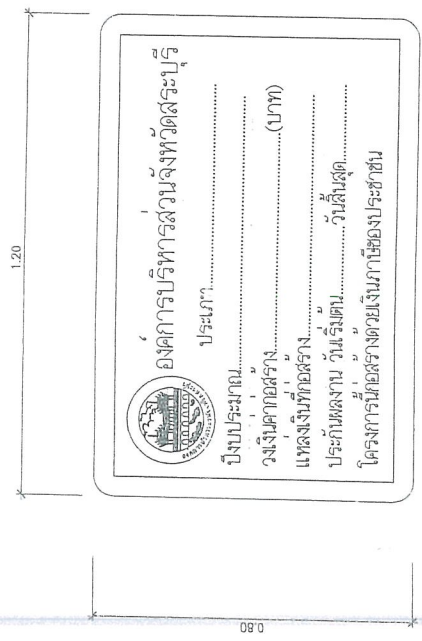 1.20
0.80
องค์การบริหารส่วนจังหวัดสระบุรี
ประเภท..............................
ปีงบประมาณ..............................
วงเงินค่าก่อสร้าง..............................(บาท)
แหล่งเงินที่ก่อสร้าง..............................
ประกันผลงาน วันเริ่มต้น...............วันสิ้นสุด...............
โครงการนี้ก่อสร้างด้วยเงินภาษีของประชาชน